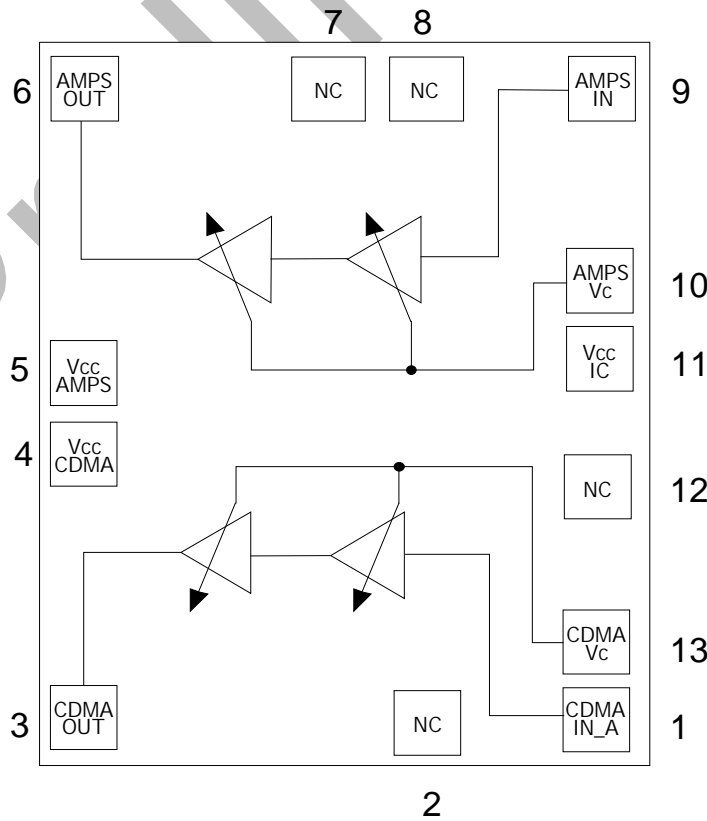 7
8
6
AMPS
OUT
NC
NC
AMPS
IN
9
AMPS
Vc
10
5
Vcc
AMPS
Vcc
IC
11
4
Vcc
CDMA
NC
12
CDMA
Vc
13
3
CDMA
OUT
NC
CDMA
IN_A
1
2